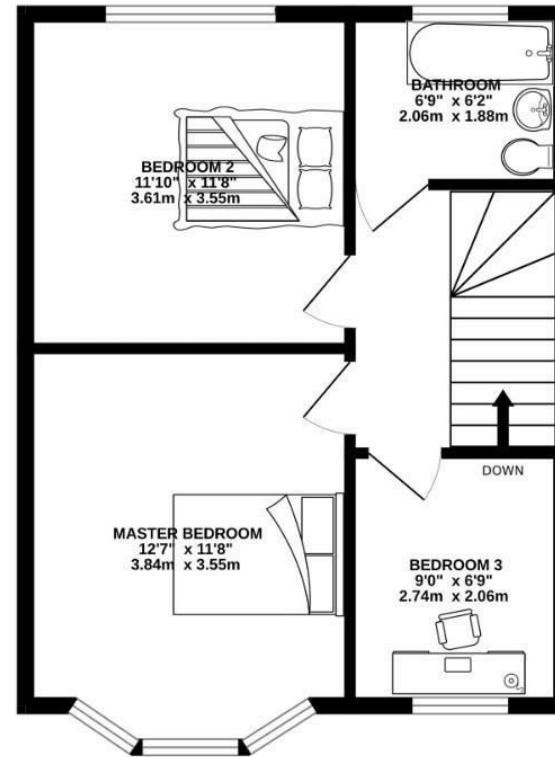 BATHROOM
6'9" x 6'2"
2.06m x 1.88m
BEDROOM 2
11'10" x 11'8"
3.61m x 3.55m
DOWN
MASTER BEDROOM
12'7" x 11'8"
3.84m x 3.55m
BEDROOM 3
9'0" x 6'9"
2.74m x 2.06m